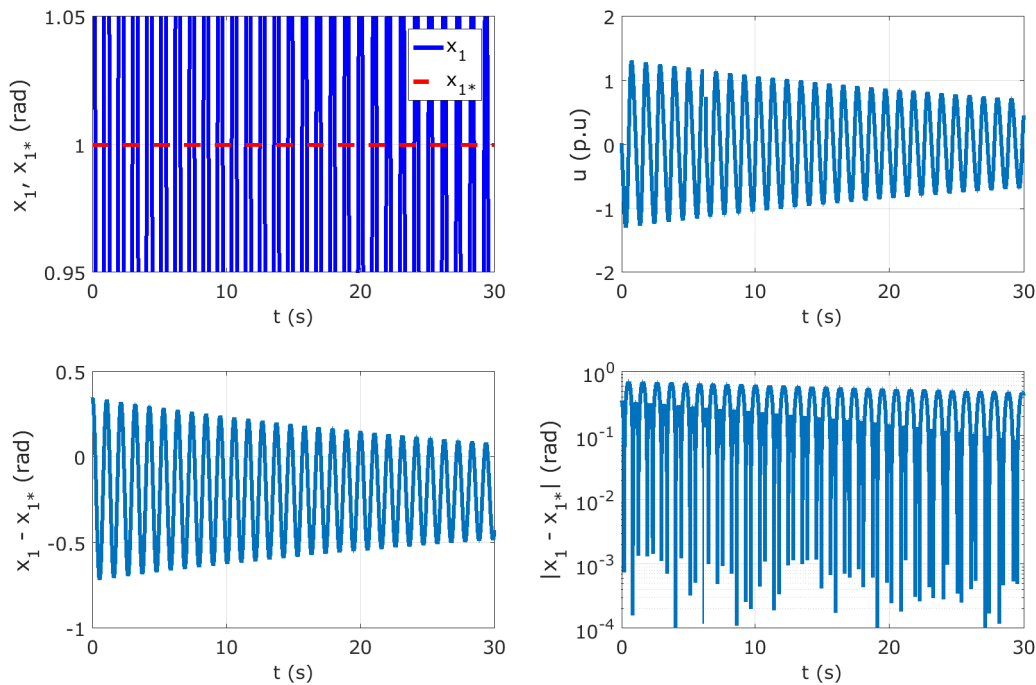 1.05
1
0.95
x1, x1* (rad)
x1
x1*
0 10 20 30
t (s)
2
1
0
-1
-2
u (p.u)
0 10 20 30
t (s)
0.5
0
-0.5
-1
x1 - x1* (rad)
0 10 20 30
t (s)
10^0
10^-1
10^-2
10^-3
10^-4
|x1 - x1*| (rad)
0 10 20 30
t (s)